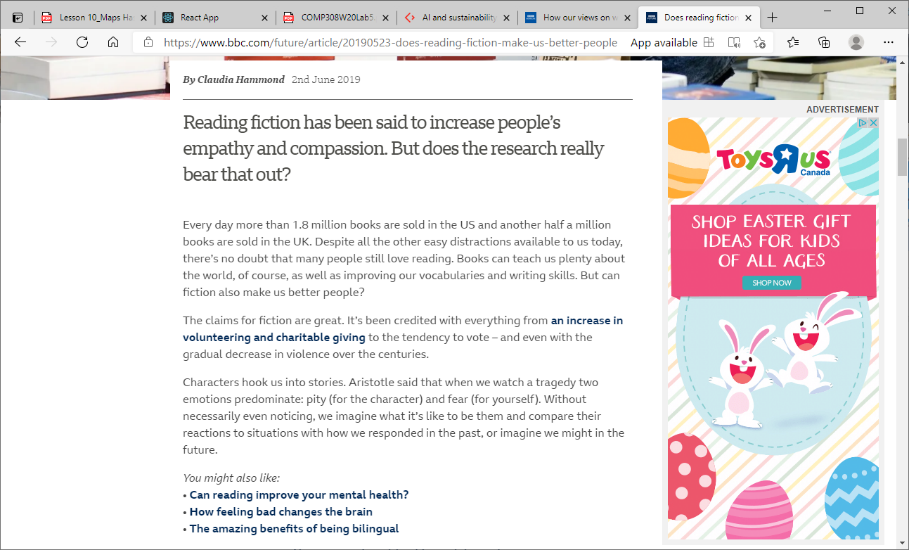 Lesson 10_Maps Ha
React App
COMP308W20Lab5
AI and sustainability
How our views on w
Does reading fiction
https://www.bbc.com/future/article/20190523-does-reading-fiction-make-us-better-people
App available
By Claudia Hammond 2nd June 2019
Reading fiction has been said to increase people's
empathy and compassion. But does the research really
bear that out?
Every day more than 1.8 million books are sold in the US and another half a million
books are sold in the UK. Despite all the other easy distractions available to us today,
there's no doubt that many people still love reading. Books can teach us plenty about
the world, of course, as well as improving our vocabularies and writing skills. But can
fiction also make us better people?
The claims for fiction are great. It's been credited with everything from an increase in
volunteering and charitable giving to the tendency to vote – and even with the
gradual decrease in violence over the centuries.
Characters hook us into stories. Aristotle said that when we watch a tragedy two
emotions predominate: pity (for the character) and fear (for yourself). Without
necessarily even noticing, we imagine what it's like to be them and compare their
reactions to situations with how we responded in the past, or imagine we might in the
future.
You might also like:
• Can reading improve your mental health?
• How feeling bad changes the brain
• The amazing benefits of being bilingual
ADVERTISEMENT
TOYSRUS
Canada
SHOP EASTER GIFT
IDEAS FOR KIDS
OF ALL AGES
SHOP NOW